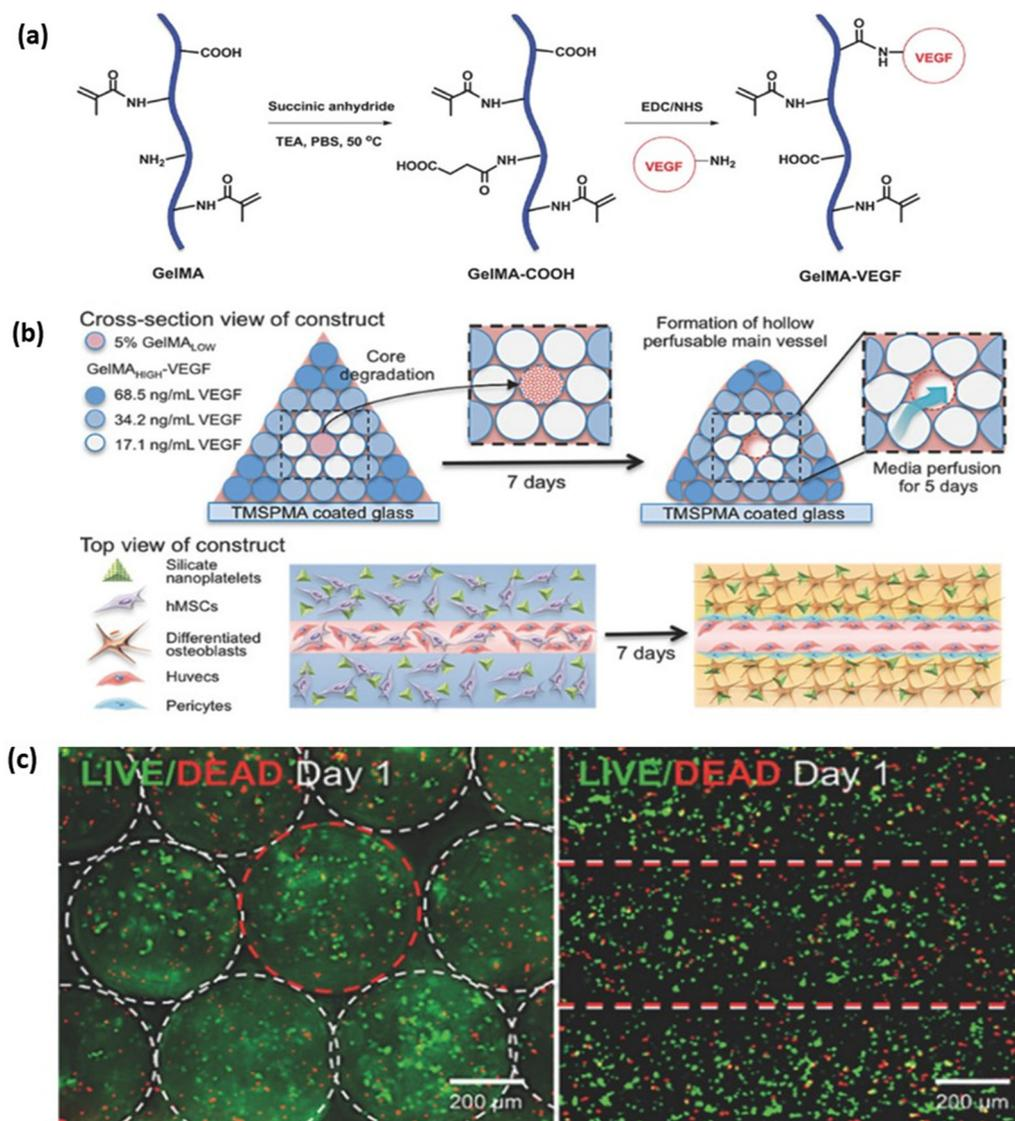 (a)
COOH
O
NH
NH₂
O
NH
GelMA
Succinic anhydride
TEA, PBS, 50 °C
COOH
O
NH
HOOC
NH
O
O
NH
GelMA-COOH
EDC/NHS
VEGF
NH₂
O
N
H
VEGF
O
NH
HOOC
O
NH
GelMA-VEGF
(b)
Cross-section view of construct
5% GelMA_LOW
GelMA_HIGH-VEGF
68.5 ng/mL VEGF
34.2 ng/mL VEGF
17.1 ng/mL VEGF
Core
degradation
TMSPMA coated glass
7 days
Formation of hollow
perfusable main vessel
TMSPMA coated glass
Media perfusion
for 5 days
Top view of construct
Silicate
nanoplatelets
hMSCs
Differentiated
osteoblasts
Huvecs
Pericytes
7 days
(c)
LIVE/DEAD Day 1
200 µm
LIVE/DEAD Day 1
200 µm